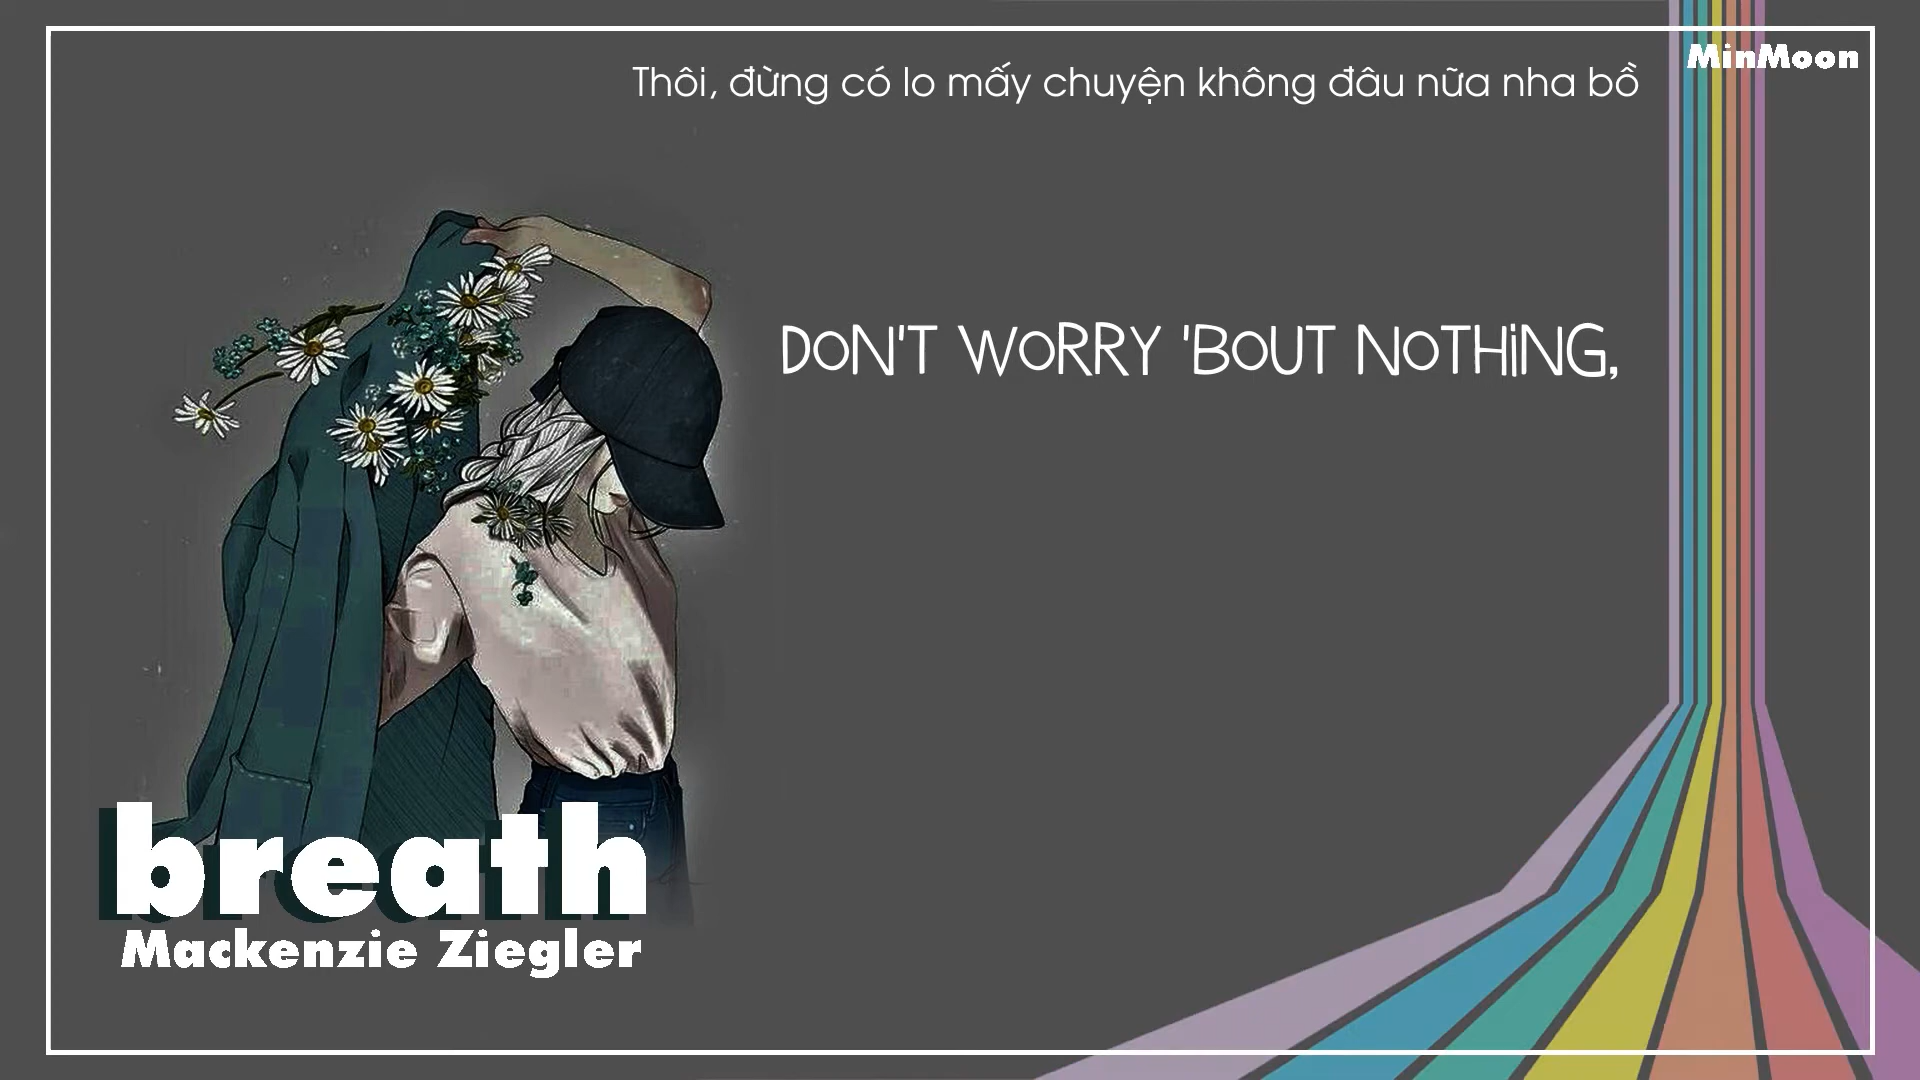 MinMoon
Thôi, đừng có lo mấy chuyện không đâu nữa nha bồ
DON'T WORRY 'BOUT NOTHING,
breath
Mackenzie Ziegler